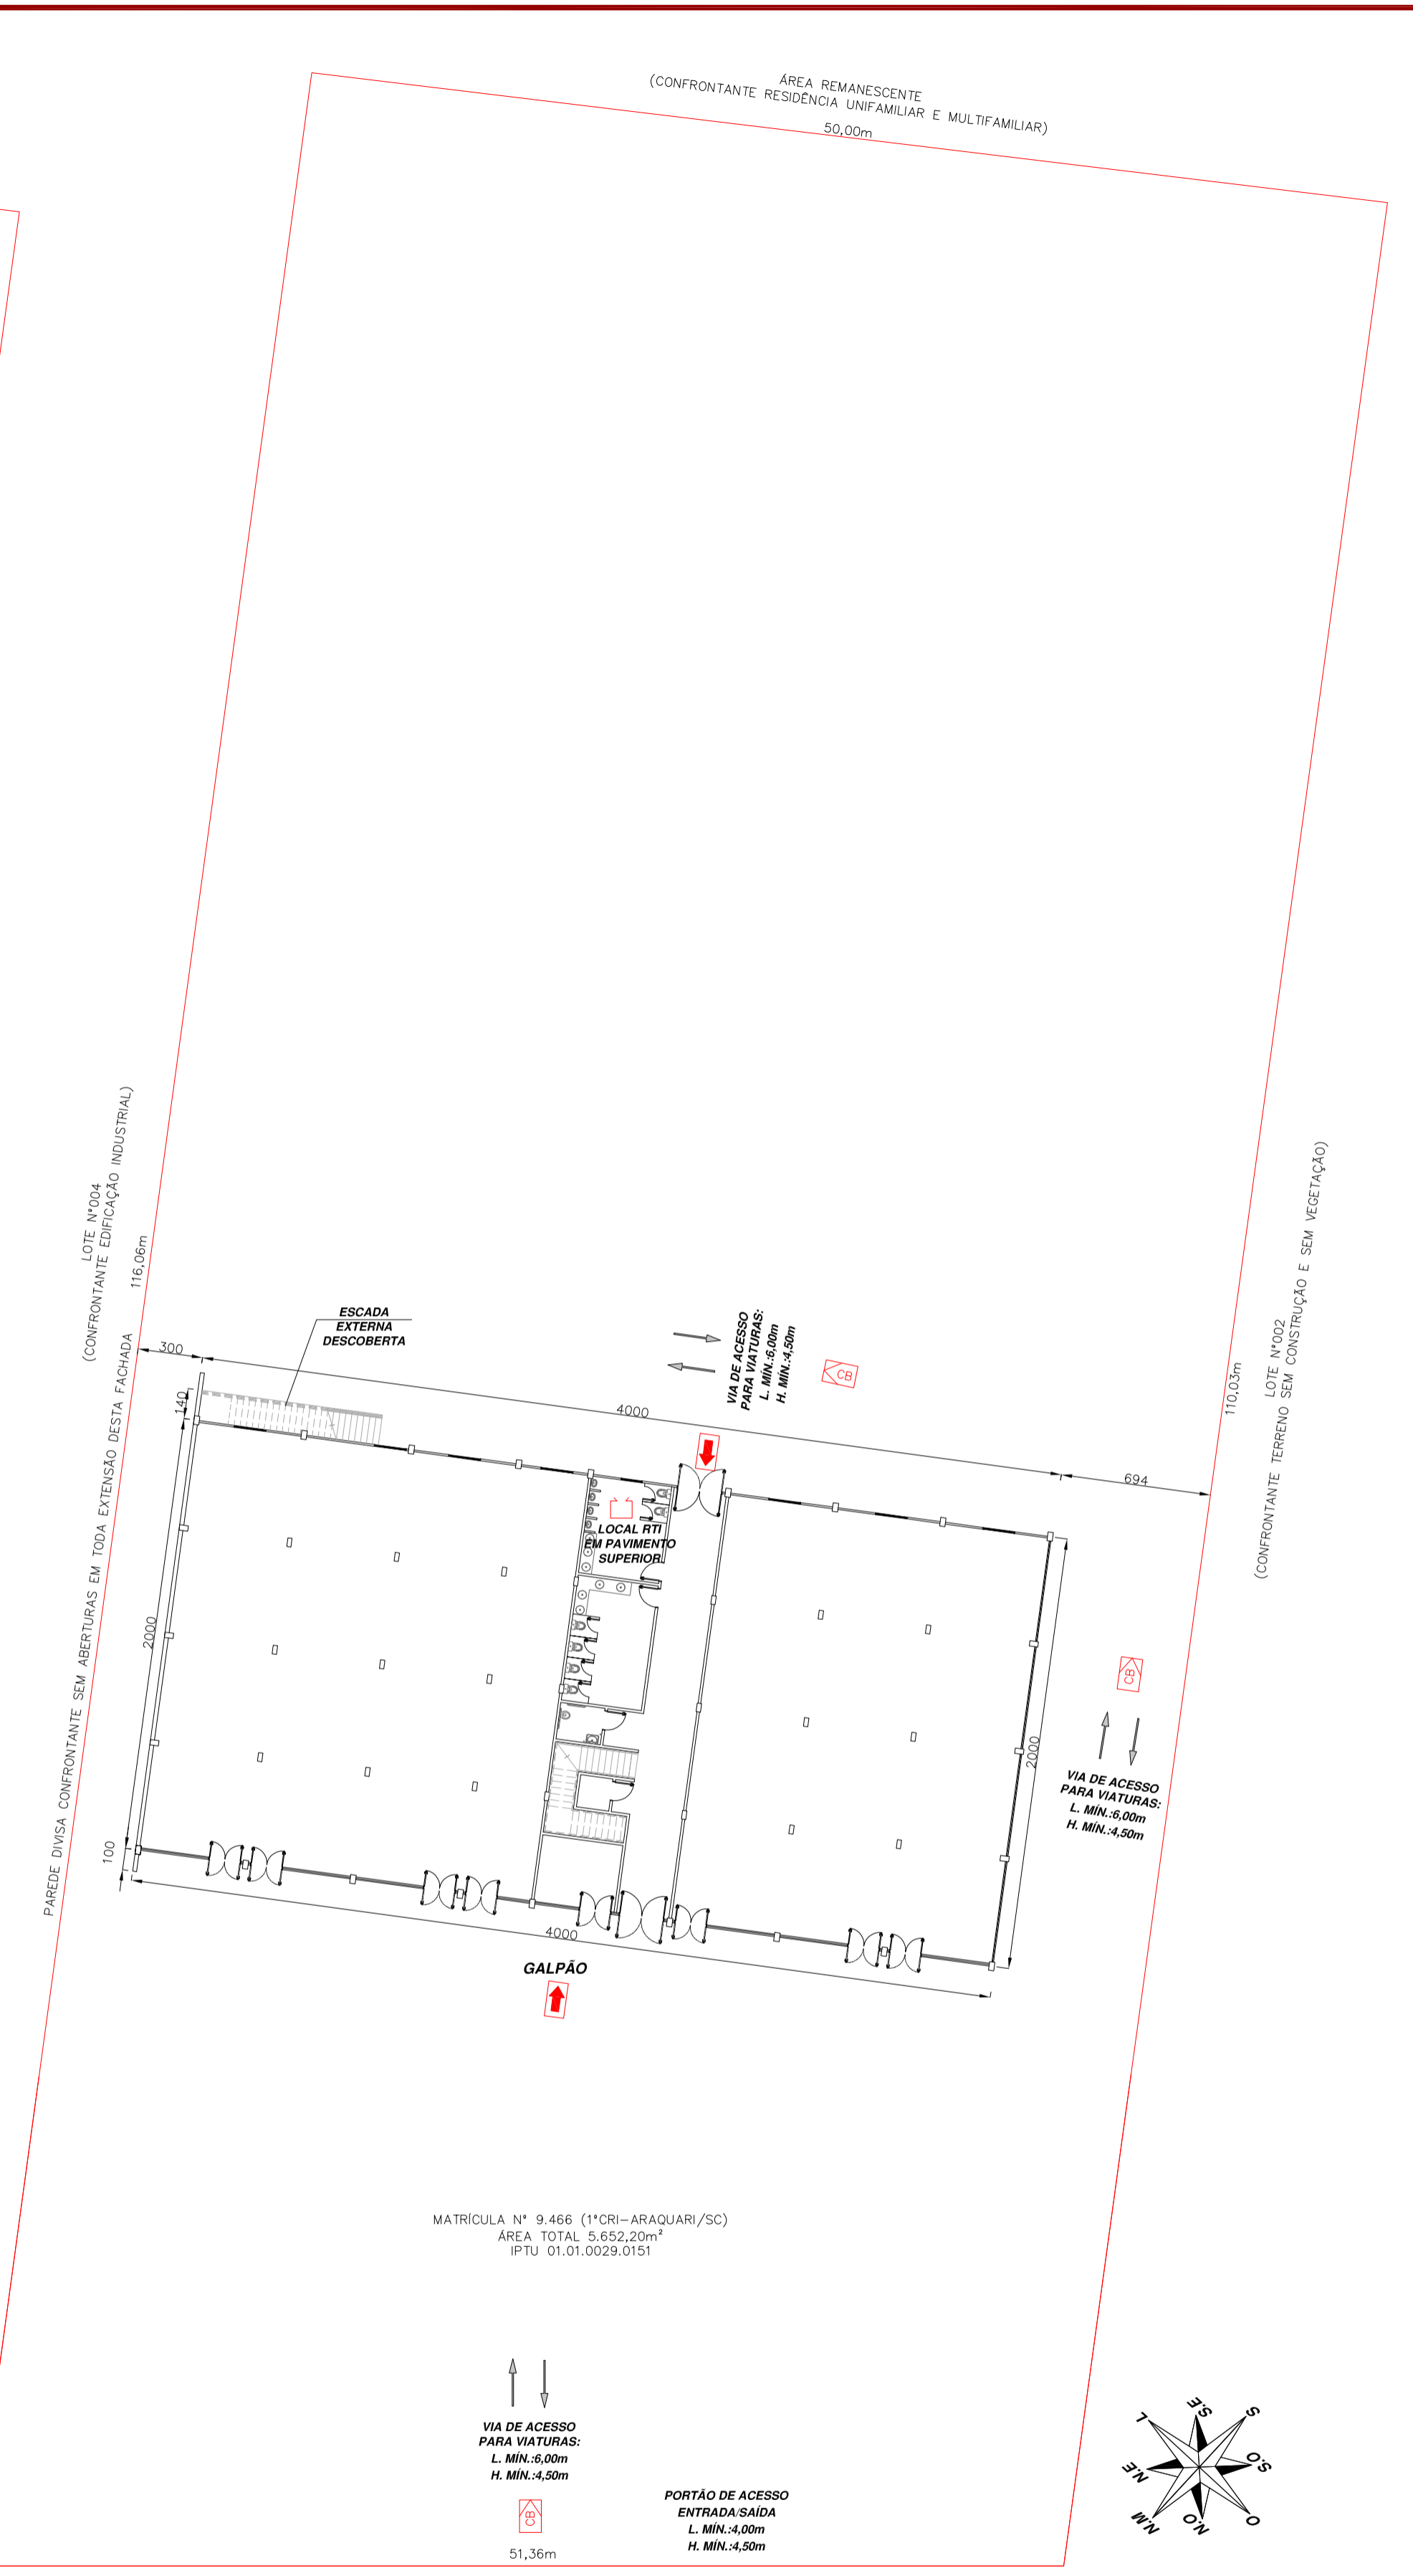 ÁREA REMANESCENTE
(CONFRONTANTE RESIDÊNCIA UNIFAMILIAR E MULTIFAMILIAR)
50,00m
LOTE N°004
(CONFRONTANTE EDIFICAÇÃO INDUSTRIAL)
116,06m
PAREDE DIVISA CONFRONTANTE SEM ABERTURAS EM TODA EXTENSÃO DESTA FACHADA
LOTE N°002
(CONFRONTANTE TERRENO SEM CONSTRUÇÃO E SEM VEGETAÇÃO)
110,03m
ESCADA
EXTERNA
DESCOBERTA
VIA DE ACESSO
PARA VIATURAS:
L. MÍN.:6,00m
H. MÍN.:4,50m
CB
300
140
4000
694
LOCAL RTI
EM PAVIMENTO
SUPERIOR
2000
2000
100
CB
VIA DE ACESSO
PARA VIATURAS:
L. MÍN.:6,00m
H. MÍN.:4,50m
4000
GALPÃO
MATRÍCULA N° 9.466 (1°CRI-ARAQUARI/SC)
ÁREA TOTAL 5.652,20m²
IPTU 01.01.0029.0151
VIA DE ACESSO
PARA VIATURAS:
L. MÍN.:6,00m
H. MÍN.:4,50m
CB
51,36m
PORTÃO DE ACESSO
ENTRADA/SAÍDA
L. MÍN.:4,00m
H. MÍN.:4,50m
S.E
S
L
S.O
N.E
O
N.M
N.O